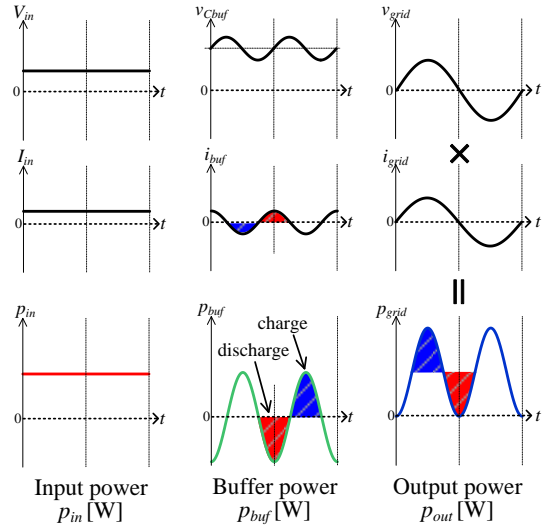 V_in
0
t
v_Cbuf
0
t
v_grid
0
t
×
I_in
0
t
i_buf
0
t
i_grid
0
t
=
p_in
0
t
p_buf
charge
discharge
0
t
p_grid
0
t
Input power
p_in [W]
Buffer power
p_buf [W]
Output power
p_out [W]